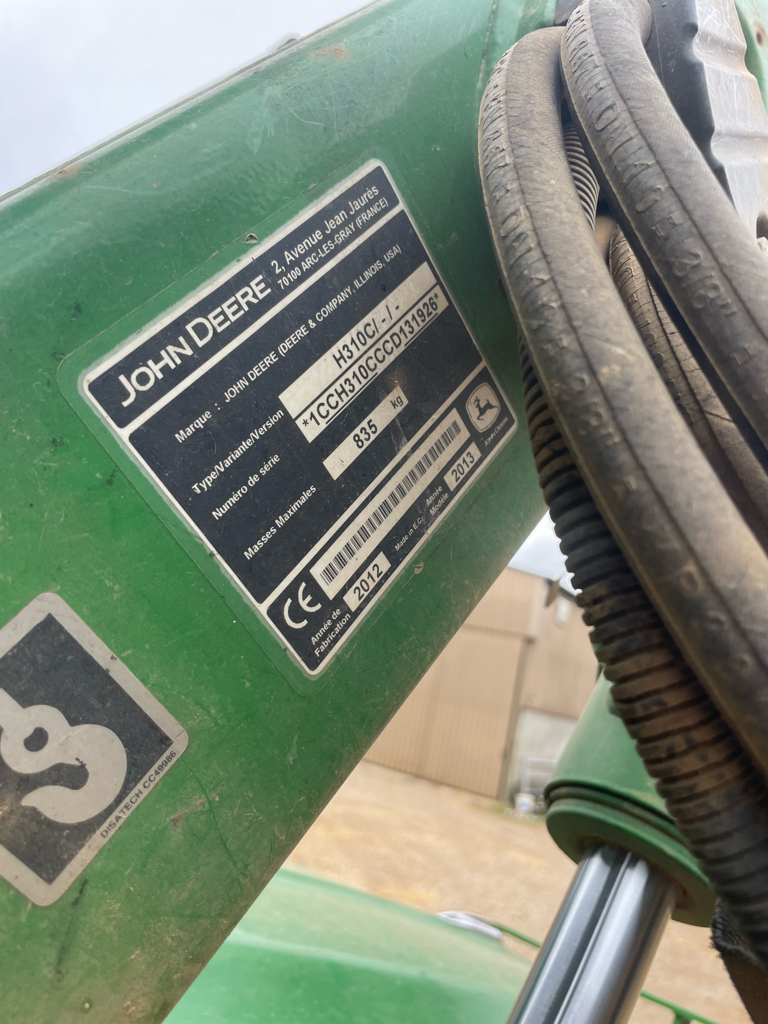 JOHN DEERE
2, Avenue Jean Jaurès
70100 ARC-LES-GRAY (FRANCE)
Marque : JOHN DEERE (DEERE & COMPANY, ILLINOIS, USA)
Type/Variante/Version H310C/ - / -
Numéro de série *1CCH310CCCD131926*
Masses Maximales 835 kg
CE
Année de Fabrication 2012
Made in E.C.
Année Modèle 2013
JOHN DEERE
DISATECH CC49986